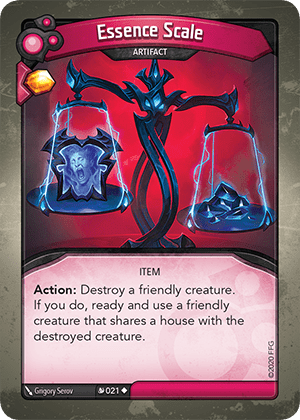 Essence Scale
ARTIFACT
ITEM
Action: Destroy a friendly creature.
If you do, ready and use a friendly
creature that shares a house with the
destroyed creature.
Grigory Serov
021
©2020 FFG